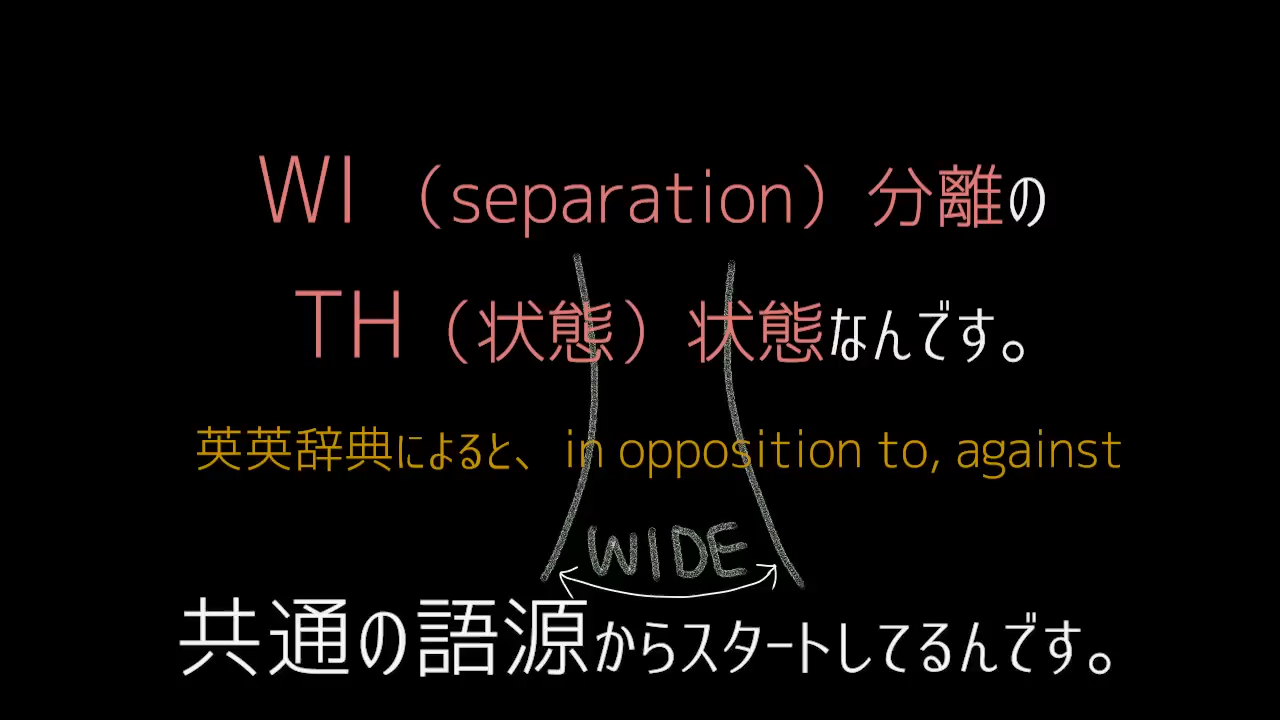 WI（separation）分離の
TH（状態）状態なんです。
英英辞典によると、in opposition to, against
WIDE
共通の語源からスタートしてるんです。